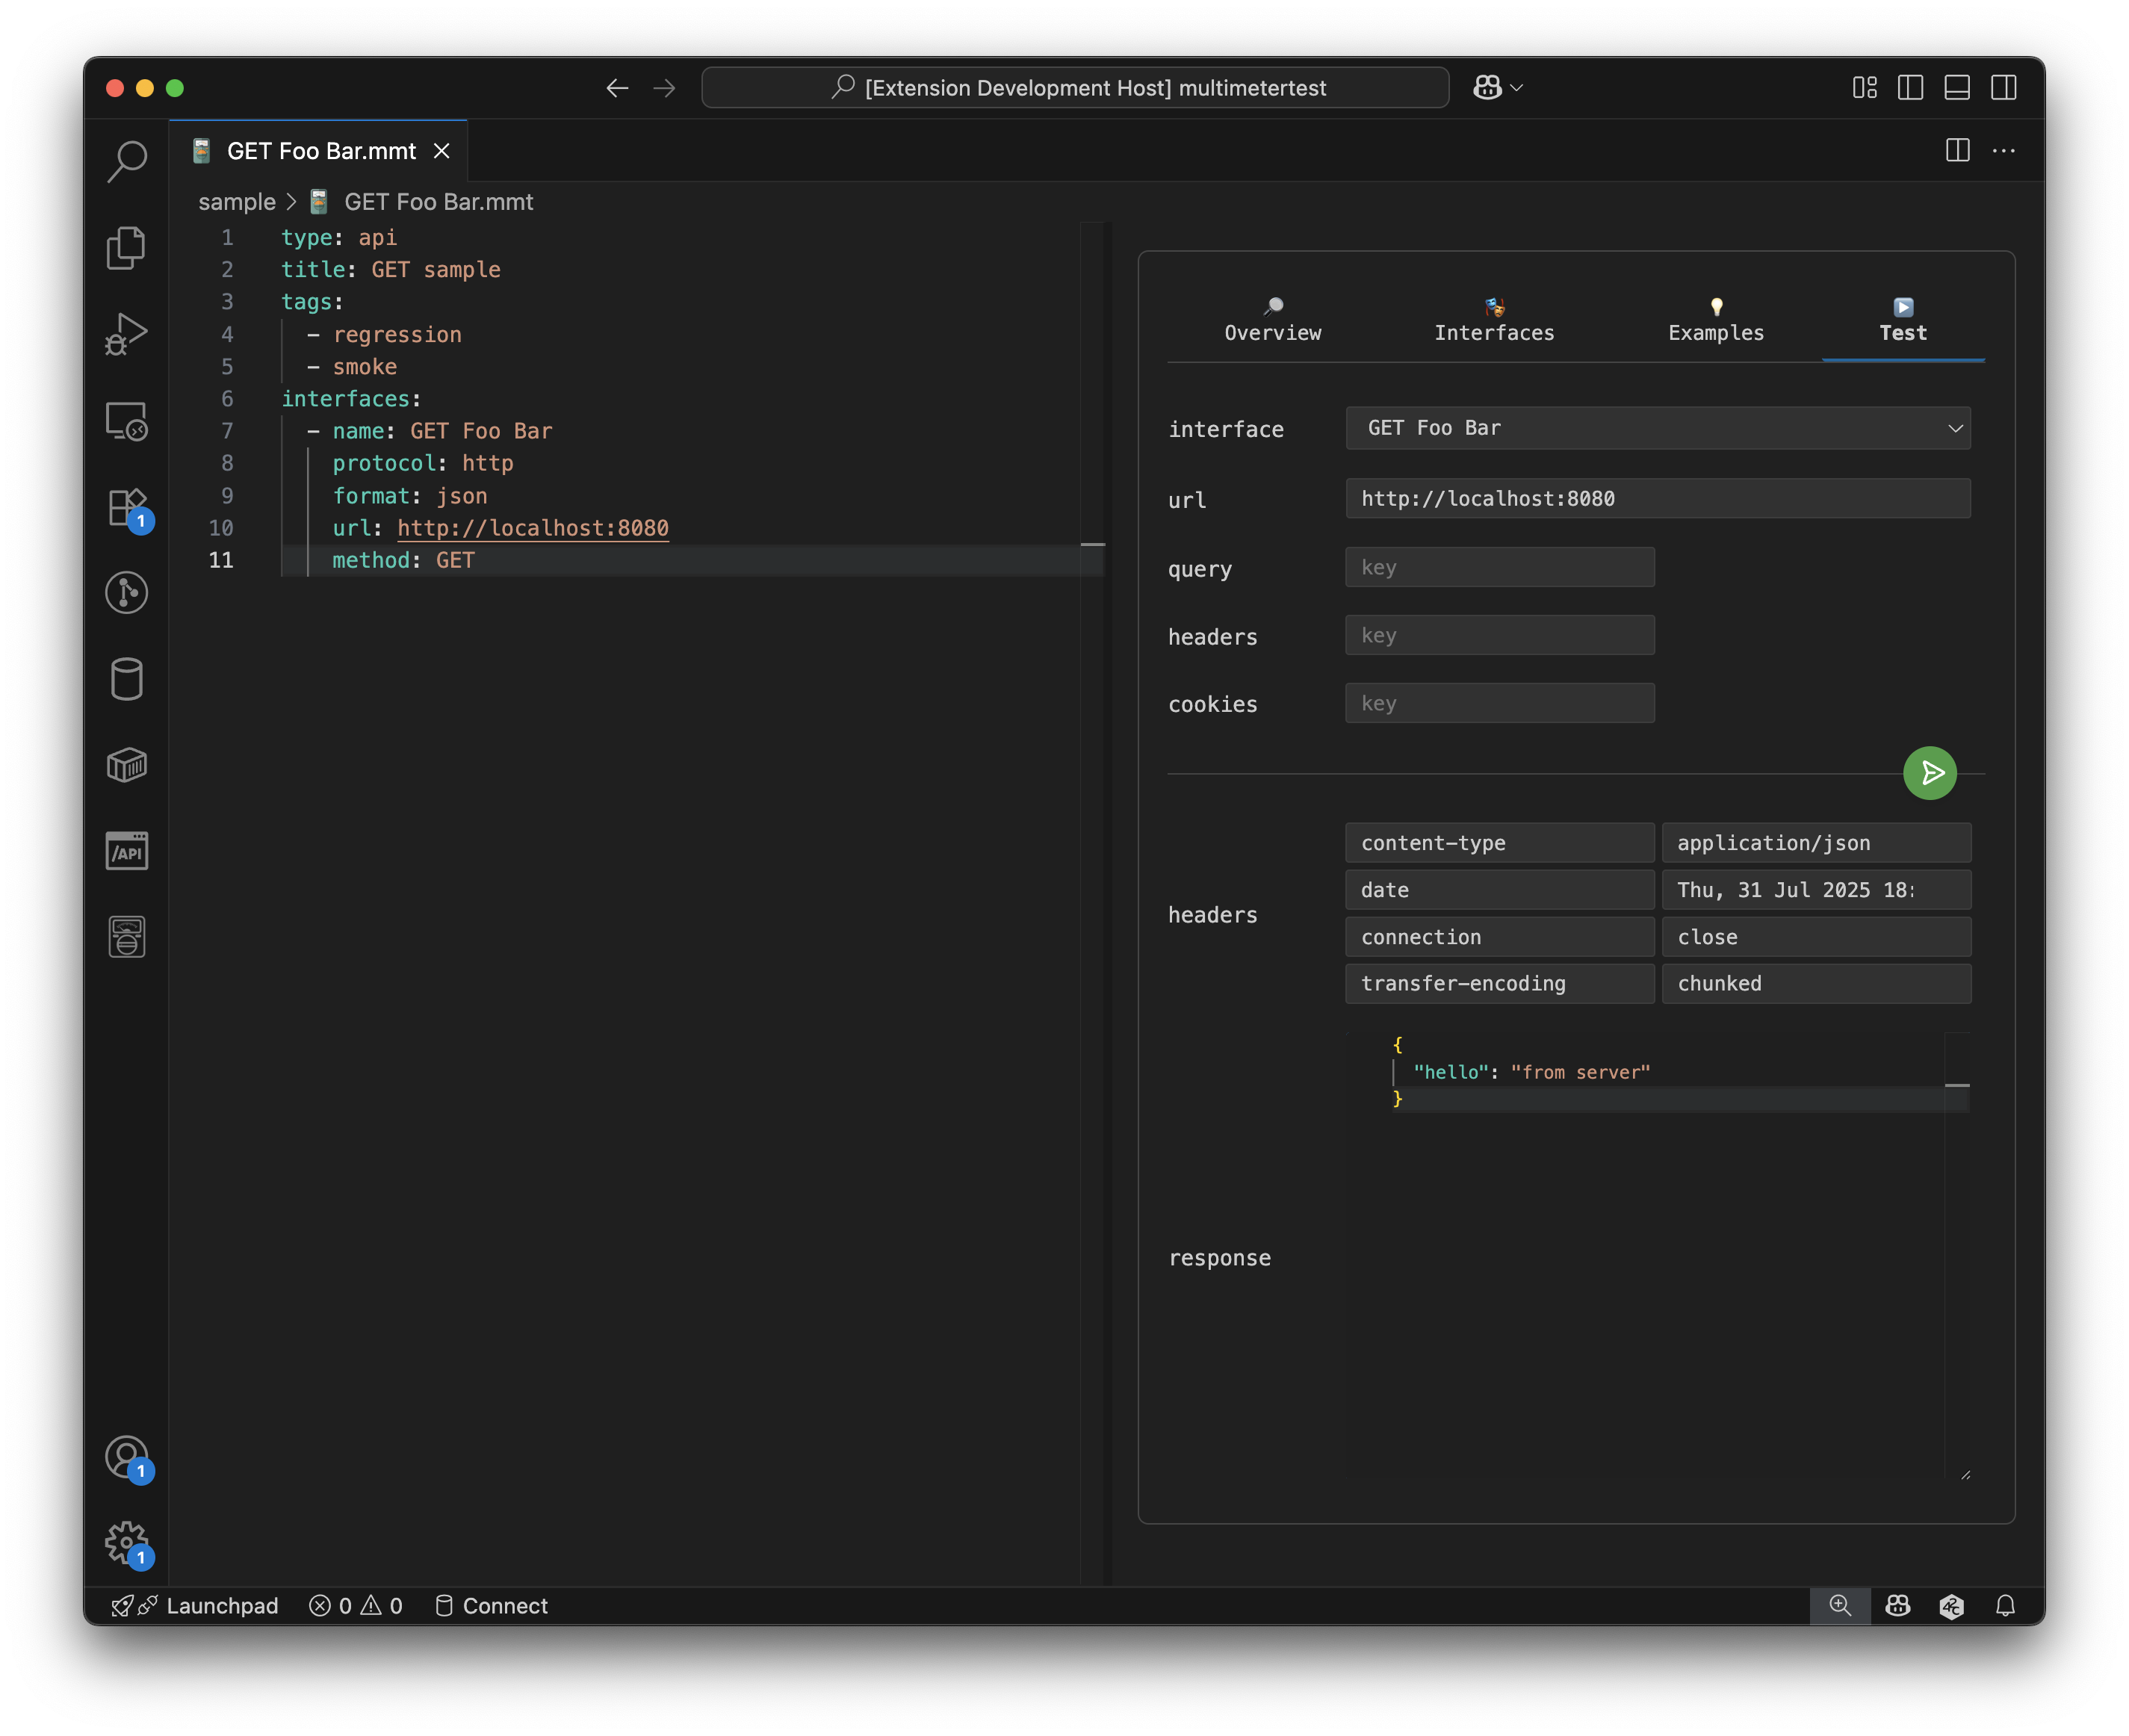 [Extension Development Host] multimetertest
GET Foo Bar.mmt
sample > GET Foo Bar.mmt
1 type: api
2 title: GET sample
3 tags:
4 - regression
5 - smoke
6 interfaces:
7 - name: GET Foo Bar
8 protocol: http
9 format: json
10 url: http://localhost:8080
11 method: GET
Overview Interfaces Examples Test
interface GET Foo Bar
url http://localhost:8080
query key
headers key
cookies key
headers
content-type application/json
date Thu, 31 Jul 2025 18:
connection close
transfer-encoding chunked
response
{
"hello": "from server"
}
1
/API
1
1
Launchpad 0 0 Connect
42C